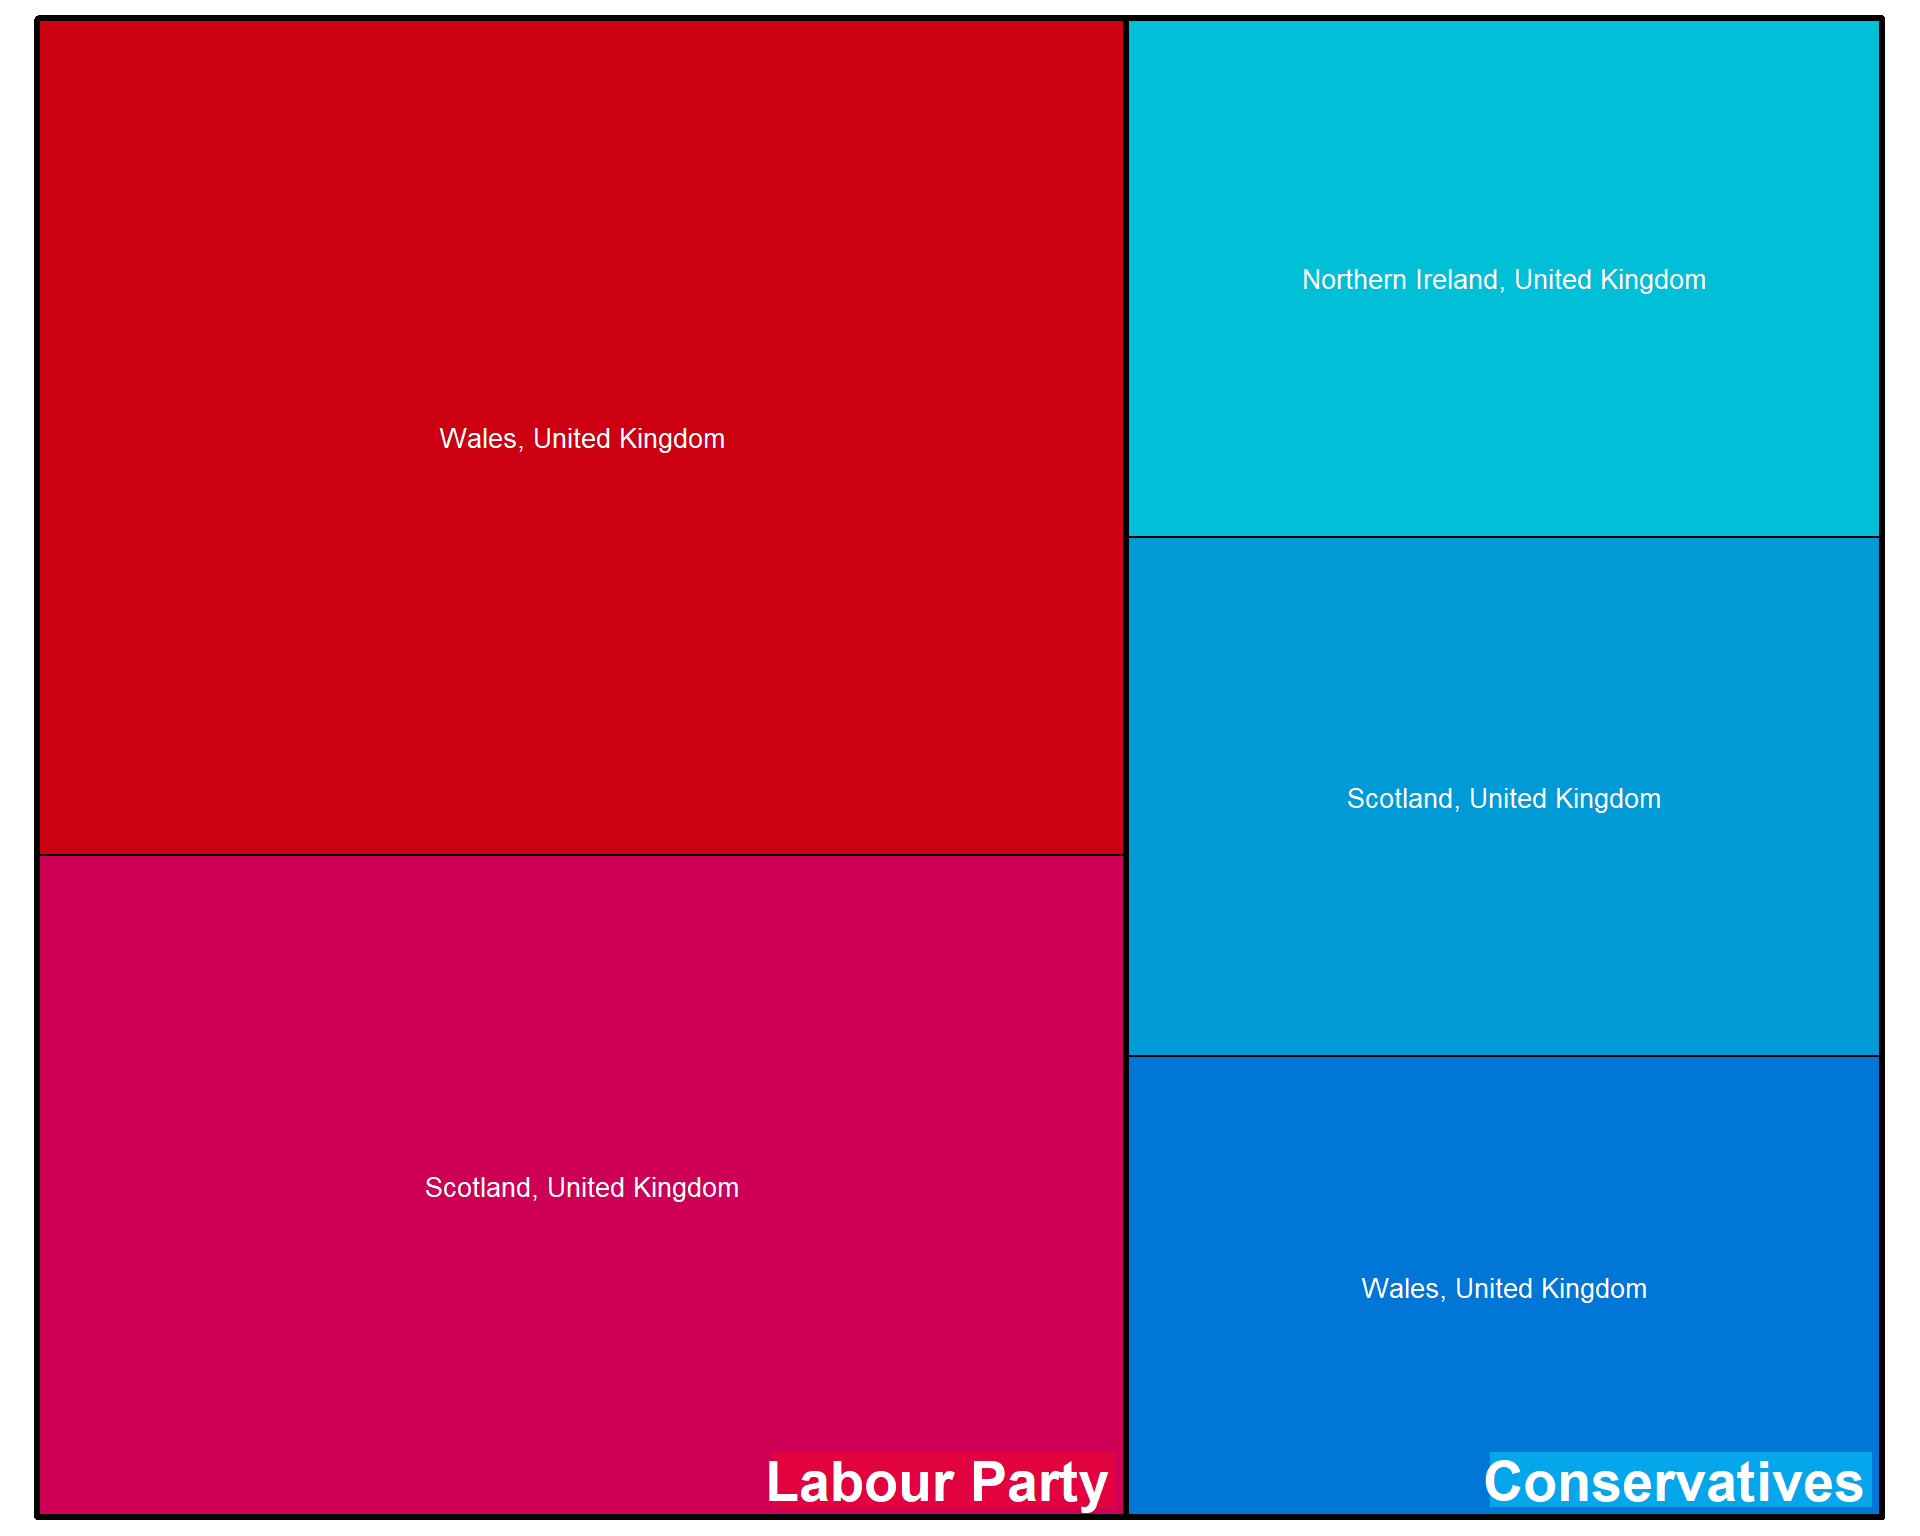 Wales, United Kingdom
Scotland, United Kingdom
Labour Party
Northern Ireland, United Kingdom
Scotland, United Kingdom
Wales, United Kingdom
Conservatives